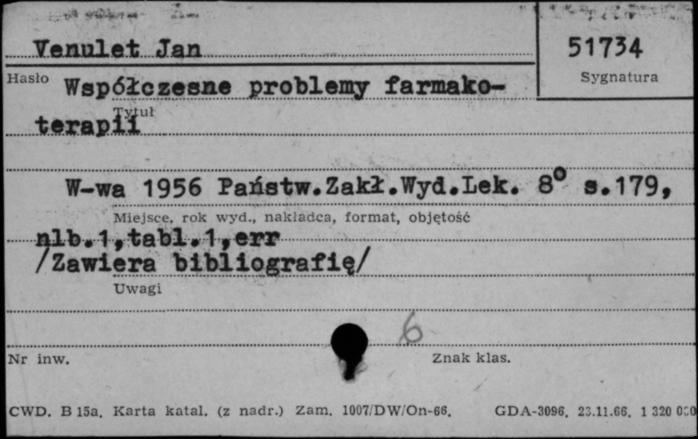 Venulet Jan
51734
Hasło
Sygnatura
Współczesne problemy farmako-
Tytuł
terapii
W-wa 1956 Państw.Zakł.Wyd.Lek. 8° s.179,
Miejsce, rok wyd., nakładca, format, objętość
nlb.1,tabl.1,err
/Zawiera bibliografię/
Uwagi
6
Nr inw.
Znak klas.
CWD. B 15a. Karta katal. (z nadr.) Zam. 1007/DW/On-66. GDA-3096. 23.11.66. 1 320 000